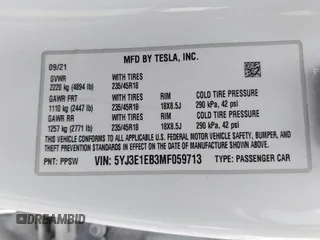 MFD BY TESLA, INC.
09/21
GVWR WITH TIRES
2220 kg (4894 lb) 235/45R18
GAWR FRT WITH TIRES RIM COLD TIRE PRESSURE
1110 kg (2447 lb) 235/45R18 18X8.5J 290 kPa, 42 psi
GAWR RR WITH TIRES RIM COLD TIRE PRESSURE
1257 kg (2771 lb) 235/45R18 18X8.5J 290 kPa, 42 psi
THIS VEHICLE CONFORMS TO ALL APPLICABLE FEDERAL MOTOR VEHICLE SAFETY, BUMPER,
AND THEFT PREVENTION STANDARDS IN EFFECT ON THE DATE OF MANUFACTURE SHOWN ABOVE.
PNT: PPSW VIN: 5YJ3E1EB3MF059713 TYPE: PASSENGER CAR
DREAMBID